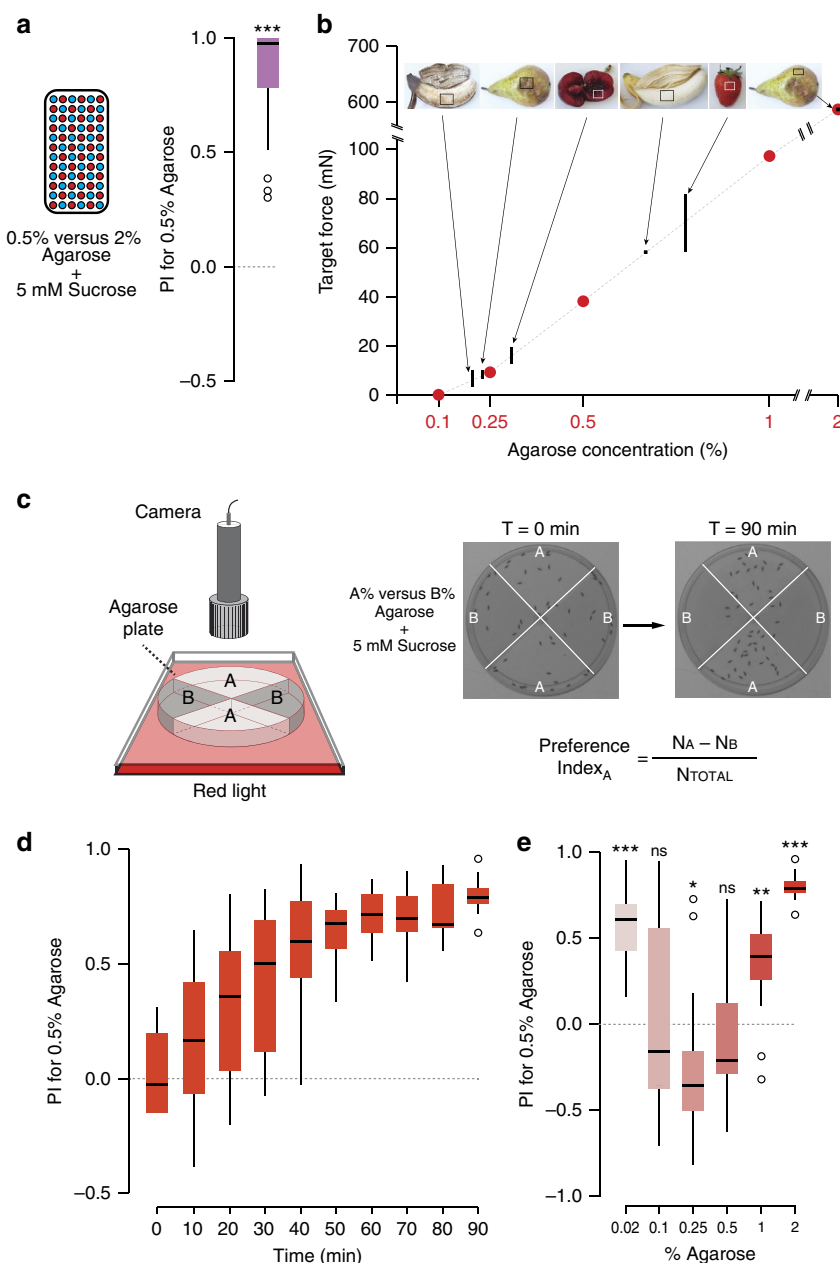 a
***
1.0
0.5
0.0
–0.5
PI for 0.5% Agarose
0.5% versus 2%
Agarose
+
5 mM Sucrose
b
700
600
100
80
60
40
20
0
Target force (mN)
0.1
0.25
0.5
1
2
Agarose concentration (%)
c
Camera
Agarose
plate
A
B
B
A
Red light
A% versus B%
Agarose
+
5 mM Sucrose
T = 0 min
A
B
B
A
T = 90 min
A
B
B
A
Preference
IndexA
=
NA – NB
NTOTAL
d
1.0
0.5
0.0
–0.5
PI for 0.5% Agarose
0 10 20 30 40 50 60 70 80 90
Time (min)
e
1.0
0.5
0.0
–0.5
–1.0
PI for 0.5% Agarose
*** ns * ns ** ***
0.02 0.1 0.25 0.5 1 2
% Agarose